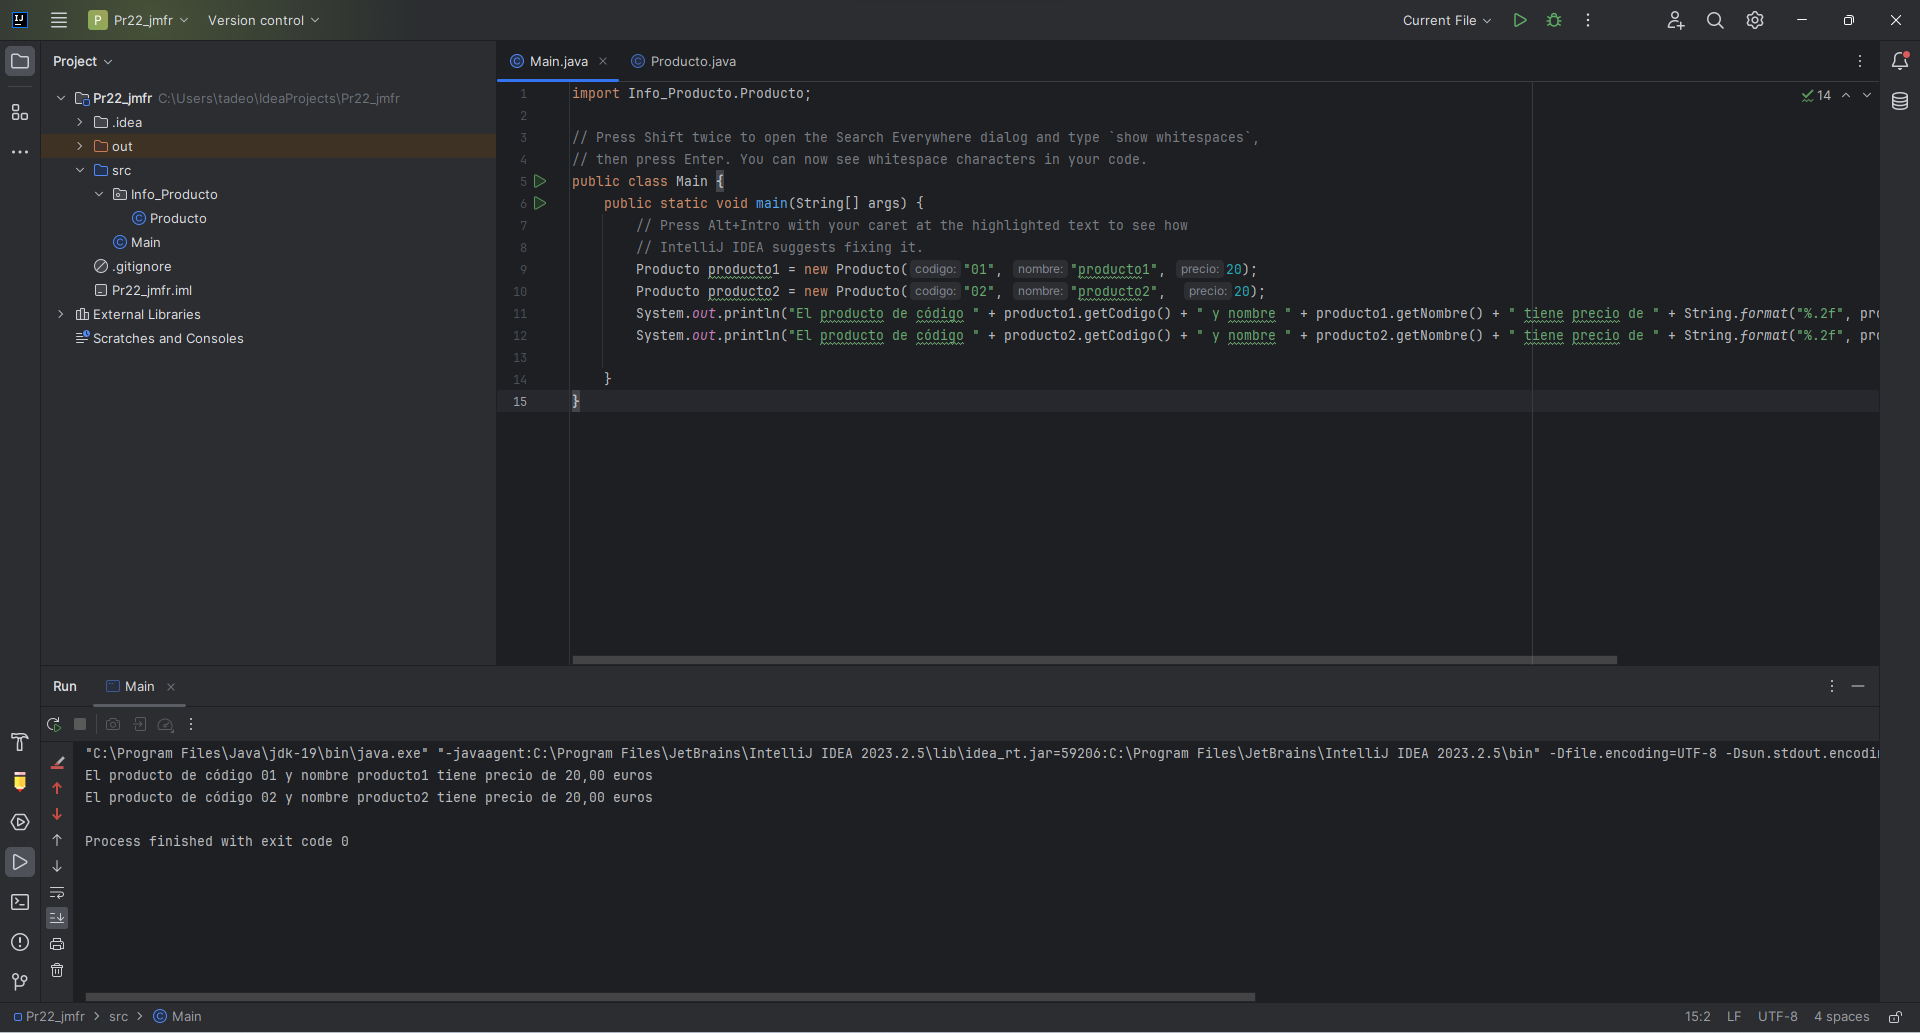 P Pr22_jmfr Version control Current File
Project
Pr22_jmfr C:\Users\tadeo\IdeaProjects\Pr22_jmfr
.idea
out
src
Info_Producto
Producto
Main
.gitignore
Pr22_jmfr.iml
External Libraries
Scratches and Consoles
Main.java Producto.java
14
1 import Info_Producto.Producto;
2
3 // Press Shift twice to open the Search Everywhere dialog and type `show whitespaces`,
4 // then press Enter. You can now see whitespace characters in your code.
5 public class Main {
6 public static void main(String[] args) {
7 // Press Alt+Intro with your caret at the highlighted text to see how
8 // IntelliJ IDEA suggests fixing it.
9 Producto producto1 = new Producto( codigo: "01", nombre: "producto1", precio: 20);
10 Producto producto2 = new Producto( codigo: "02", nombre: "producto2", precio: 20);
11 System.out.println("El producto de código " + producto1.getCodigo() + " y nombre " + producto1.getNombre() + " tiene precio de " + String.format("%.2f", pro
12 System.out.println("El producto de código " + producto2.getCodigo() + " y nombre " + producto2.getNombre() + " tiene precio de " + String.format("%.2f", pro
13
14 }
15 }
Run Main
"C:\Program Files\Java\jdk-19\bin\java.exe" "-javaagent:C:\Program Files\JetBrains\IntelliJ IDEA 2023.2.5\lib\idea_rt.jar=59206:C:\Program Files\JetBrains\IntelliJ IDEA 2023.2.5\bin" -Dfile.encoding=UTF-8 -Dsun.stdout.encodin
El producto de código 01 y nombre producto1 tiene precio de 20,00 euros
El producto de código 02 y nombre producto2 tiene precio de 20,00 euros
Process finished with exit code 0
Pr22_jmfr > src > Main 15:2 LF UTF-8 4 spaces